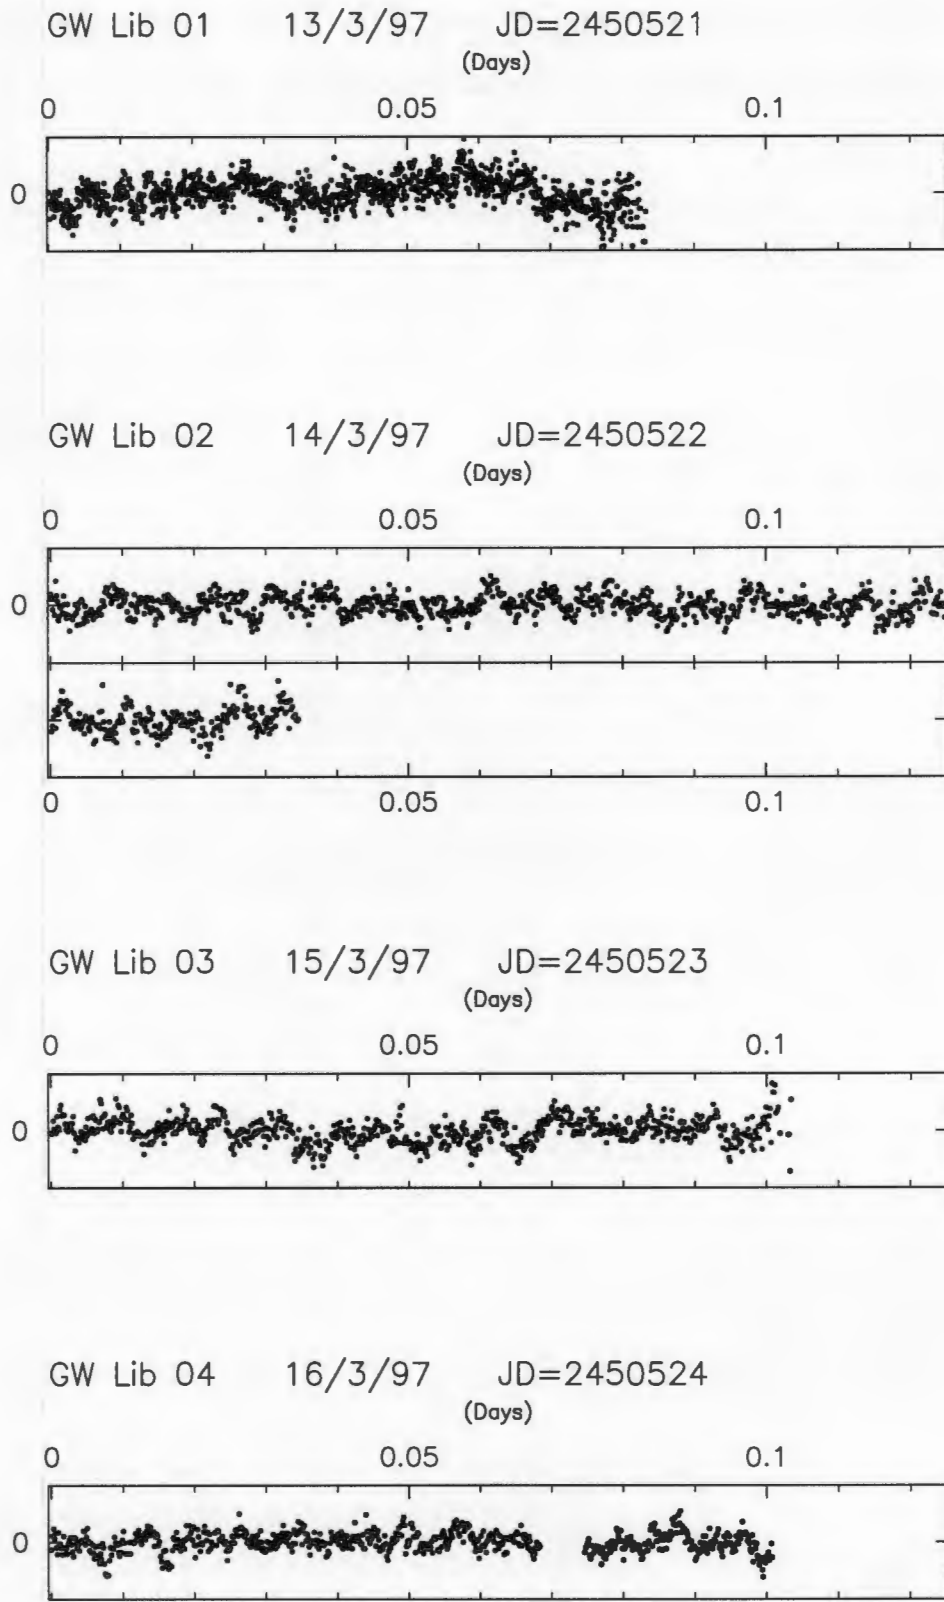 GW Lib 01 13/3/97 JD=2450521
(Days)
0 0.05 0.1
0
GW Lib 02 14/3/97 JD=2450522
(Days)
0 0.05 0.1
0
0 0.05 0.1
GW Lib 03 15/3/97 JD=2450523
(Days)
0 0.05 0.1
0
GW Lib 04 16/3/97 JD=2450524
(Days)
0 0.05 0.1
0